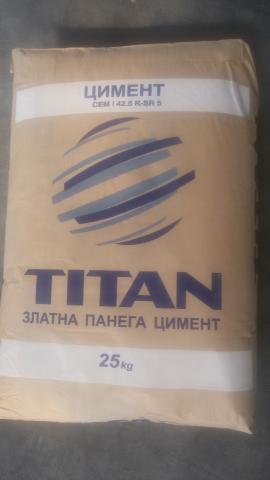 ЦИМЕНТ
CEM I 42.5 R-SR 5
TITAN
ЗЛАТНА ПАНЕГА ЦИМЕНТ
25kg